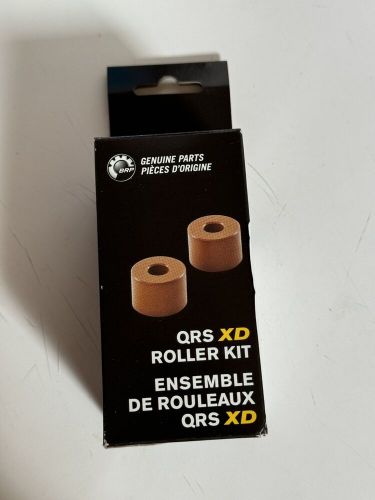 BRP
GENUINE PARTS
PIÈCES D'ORIGINE
QRS XD
ROLLER KIT
ENSEMBLE
DE ROULEAUX
QRS XD